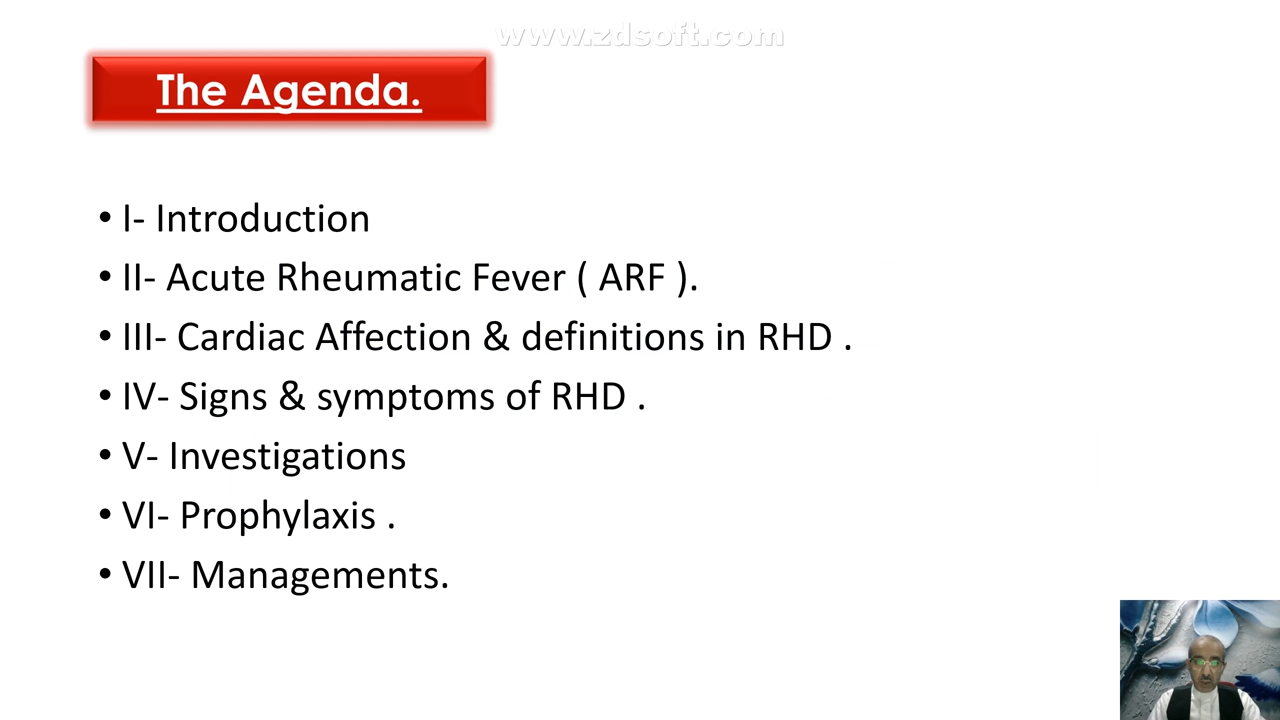 www.zdsoft.com
The Agenda.
• I- Introduction
• II- Acute Rheumatic Fever ( ARF ).
• III- Cardiac Affection & definitions in RHD .
• IV- Signs & symptoms of RHD .
• V- Investigations
• VI- Prophylaxis .
• VII- Managements.